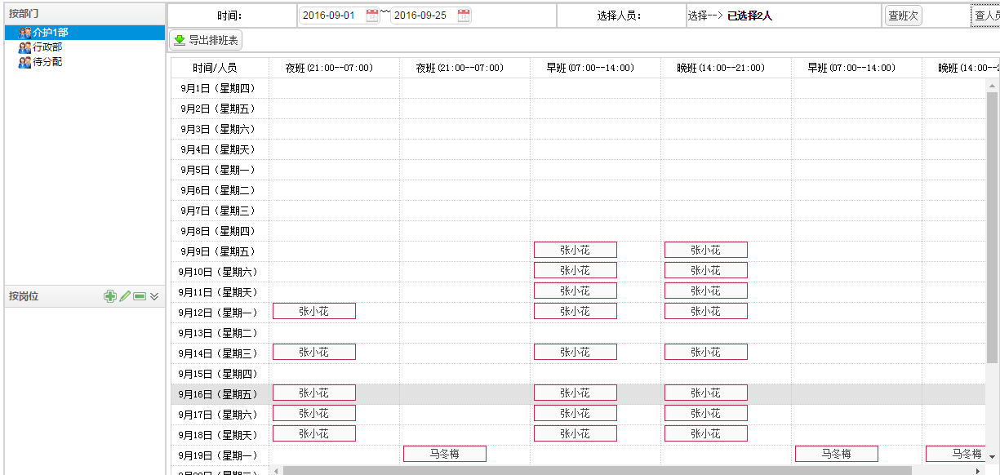 按部门
介护1部
行政部
待分配
按岗位
时间：
2016-09-01 ~ 2016-09-25
选择人员：
选择--> 已选择2人
查班次
查人员
导出排班表
时间/人员 夜班(21:00--07:00) 夜班(21:00--07:00) 早班(07:00--14:00) 晚班(14:00--21:00) 早班(07:00--14:00) 晚班(14:00--
9月1日（星期四）
9月2日（星期五）
9月3日（星期六）
9月4日（星期天）
9月5日（星期一）
9月6日（星期二）
9月7日（星期三）
9月8日（星期四）
9月9日（星期五） 张小花 张小花
9月10日（星期六） 张小花 张小花
9月11日（星期天） 张小花 张小花
9月12日（星期一） 张小花 张小花 张小花
9月13日（星期二）
9月14日（星期三） 张小花 张小花 张小花
9月15日（星期四）
9月16日（星期五） 张小花 张小花 张小花
9月17日（星期六） 张小花 张小花 张小花
9月18日（星期天） 张小花 张小花 张小花
9月19日（星期一） 马冬梅 马冬梅 马冬梅